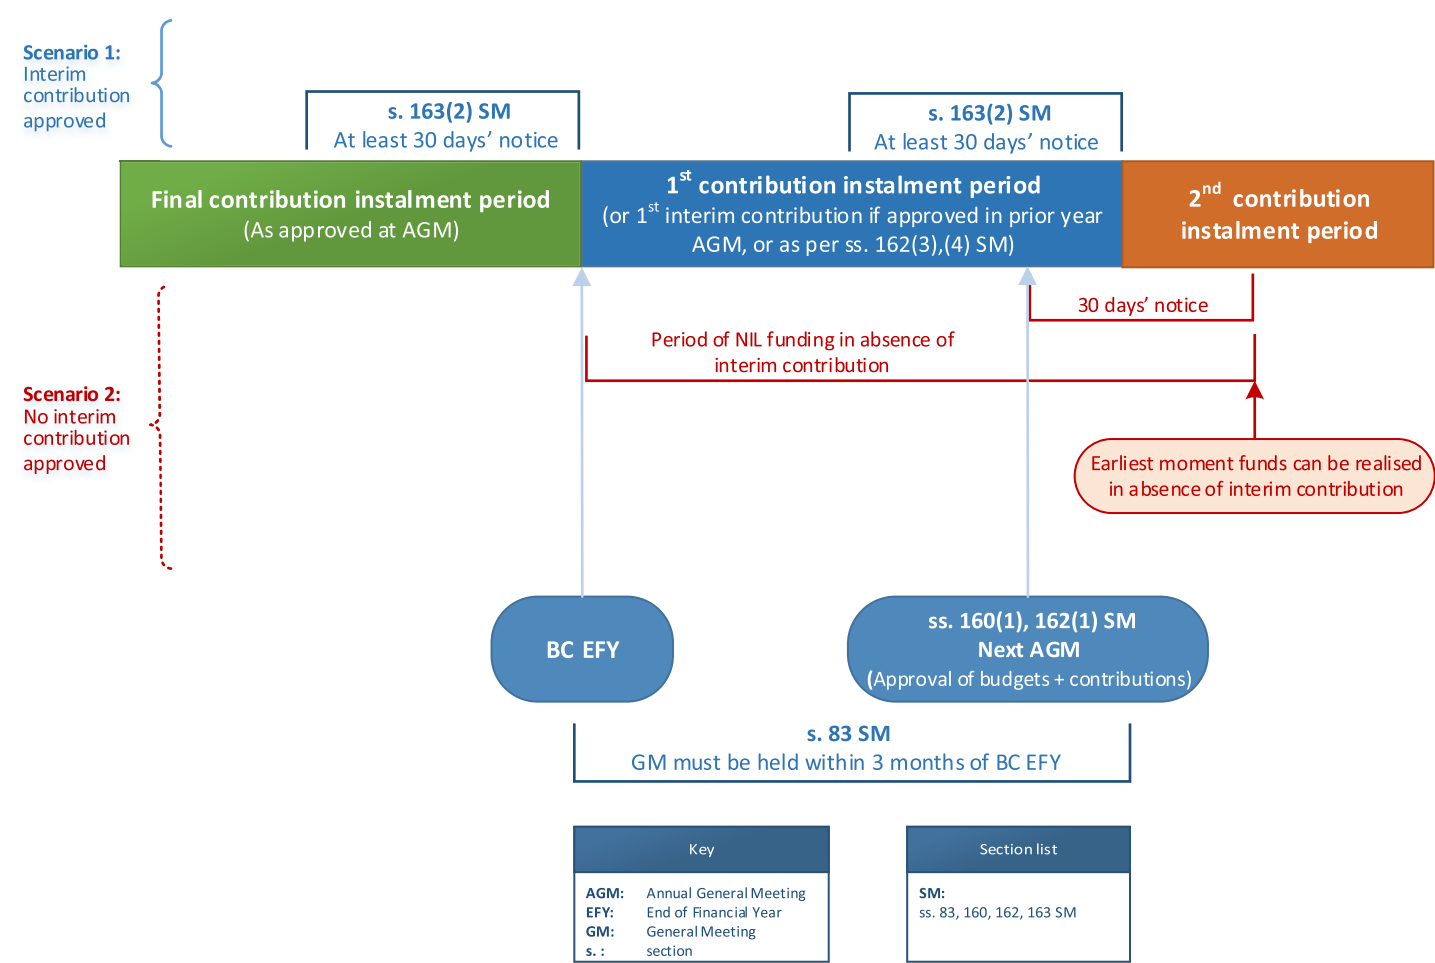 Scenario 1:
Interim
contribution
approved
s. 163(2) SM
At least 30 days’ notice
s. 163(2) SM
At least 30 days’ notice
Final contribution instalment period
(As approved at AGM)
1st contribution instalment period
(or 1st interim contribution if approved in prior year
AGM, or as per ss. 162(3),(4) SM)
2nd contribution
instalment period
30 days’ notice
Period of NIL funding in absence of
interim contribution
Scenario 2:
No interim
contribution
approved
Earliest moment funds can be realised
in absence of interim contribution
BC EFY
ss. 160(1), 162(1) SM
Next AGM
(Approval of budgets + contributions)
s. 83 SM
GM must be held within 3 months of BC EFY
Key
AGM: Annual General Meeting
EFY: End of Financial Year
GM: General Meeting
s. : section
Section list
SM:
ss. 83, 160, 162, 163 SM